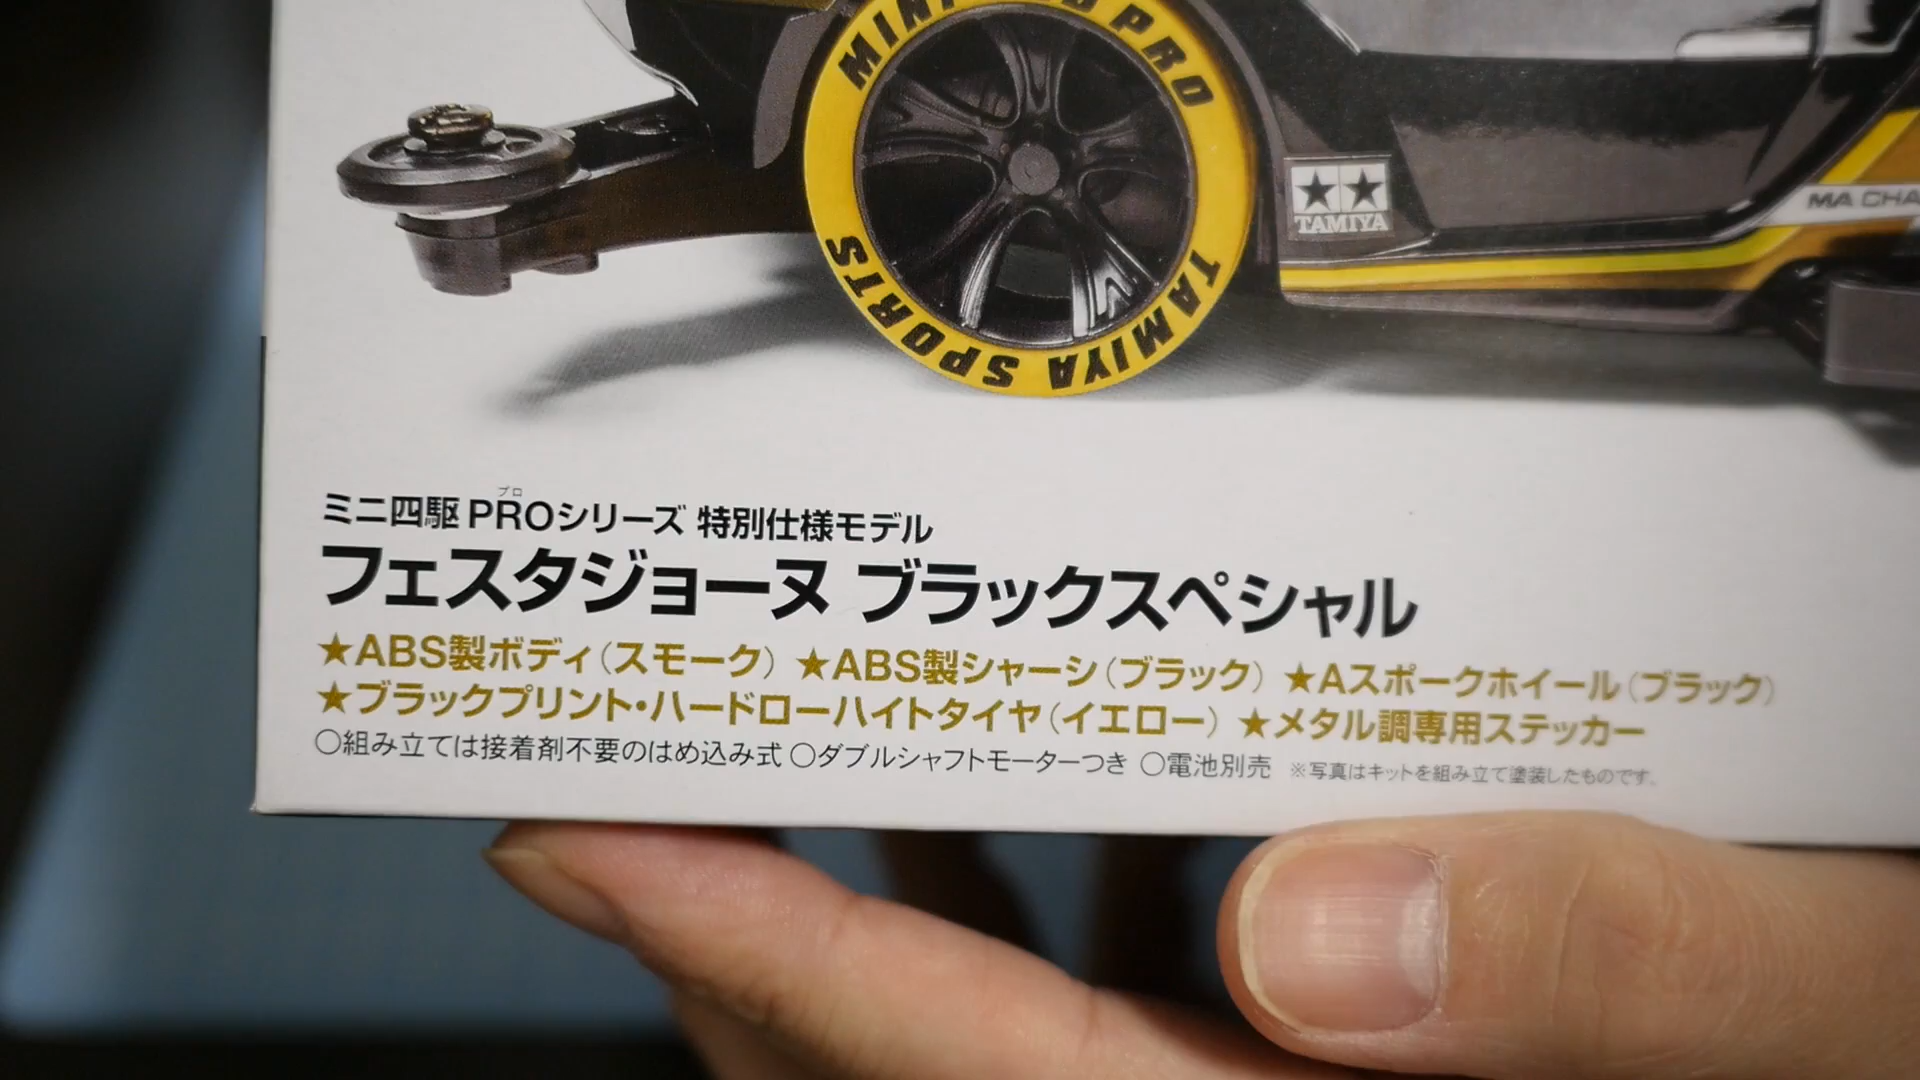 TAMIYA SPORTS
TAMIYA
MA CHA
ミニ四駆PROシリーズ 特別仕様モデル
プロ
フェスタジョーヌ ブラックスペシャル
★ABS製ボディ(スモーク) ★ABS製シャーシ(ブラック) ★Aスポークホイール(ブラック)
★ブラックプリント・ハードローハイトタイヤ(イエロー) ★メタル調専用ステッカー
○組み立ては接着剤不要のはめ込み式 ○ダブルシャフトモーターつき ○電池別売 ※写真はキットを組み立て塗装したものです。